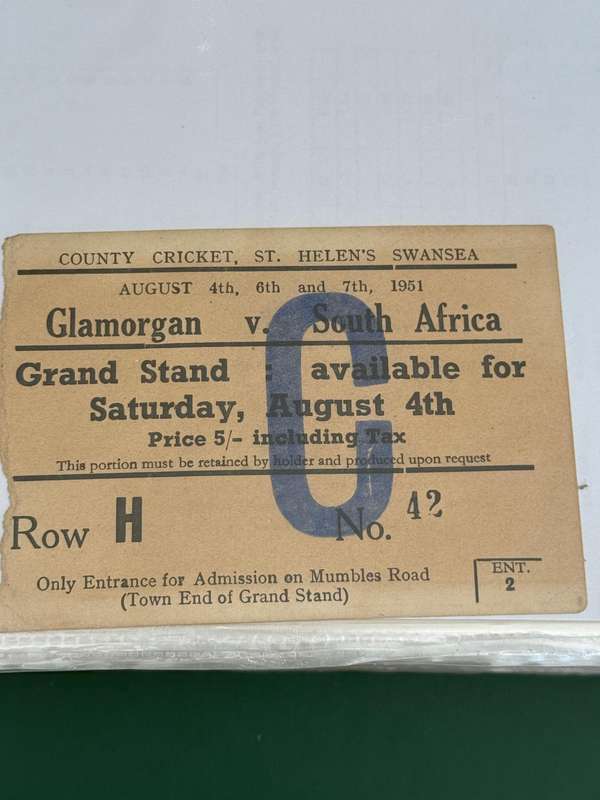 COUNTY CRICKET, ST. HELEN'S SWANSEA
AUGUST 4th, 6th and 7th, 1951
Glamorgan v. South Africa
Grand Stand : available for
Saturday, August 4th
Price 5/- including Tax
This portion must be retained by holder and produced upon request
C
Row H No. 42
Only Entrance for Admission on Mumbles Road
(Town End of Grand Stand)
ENT.
2